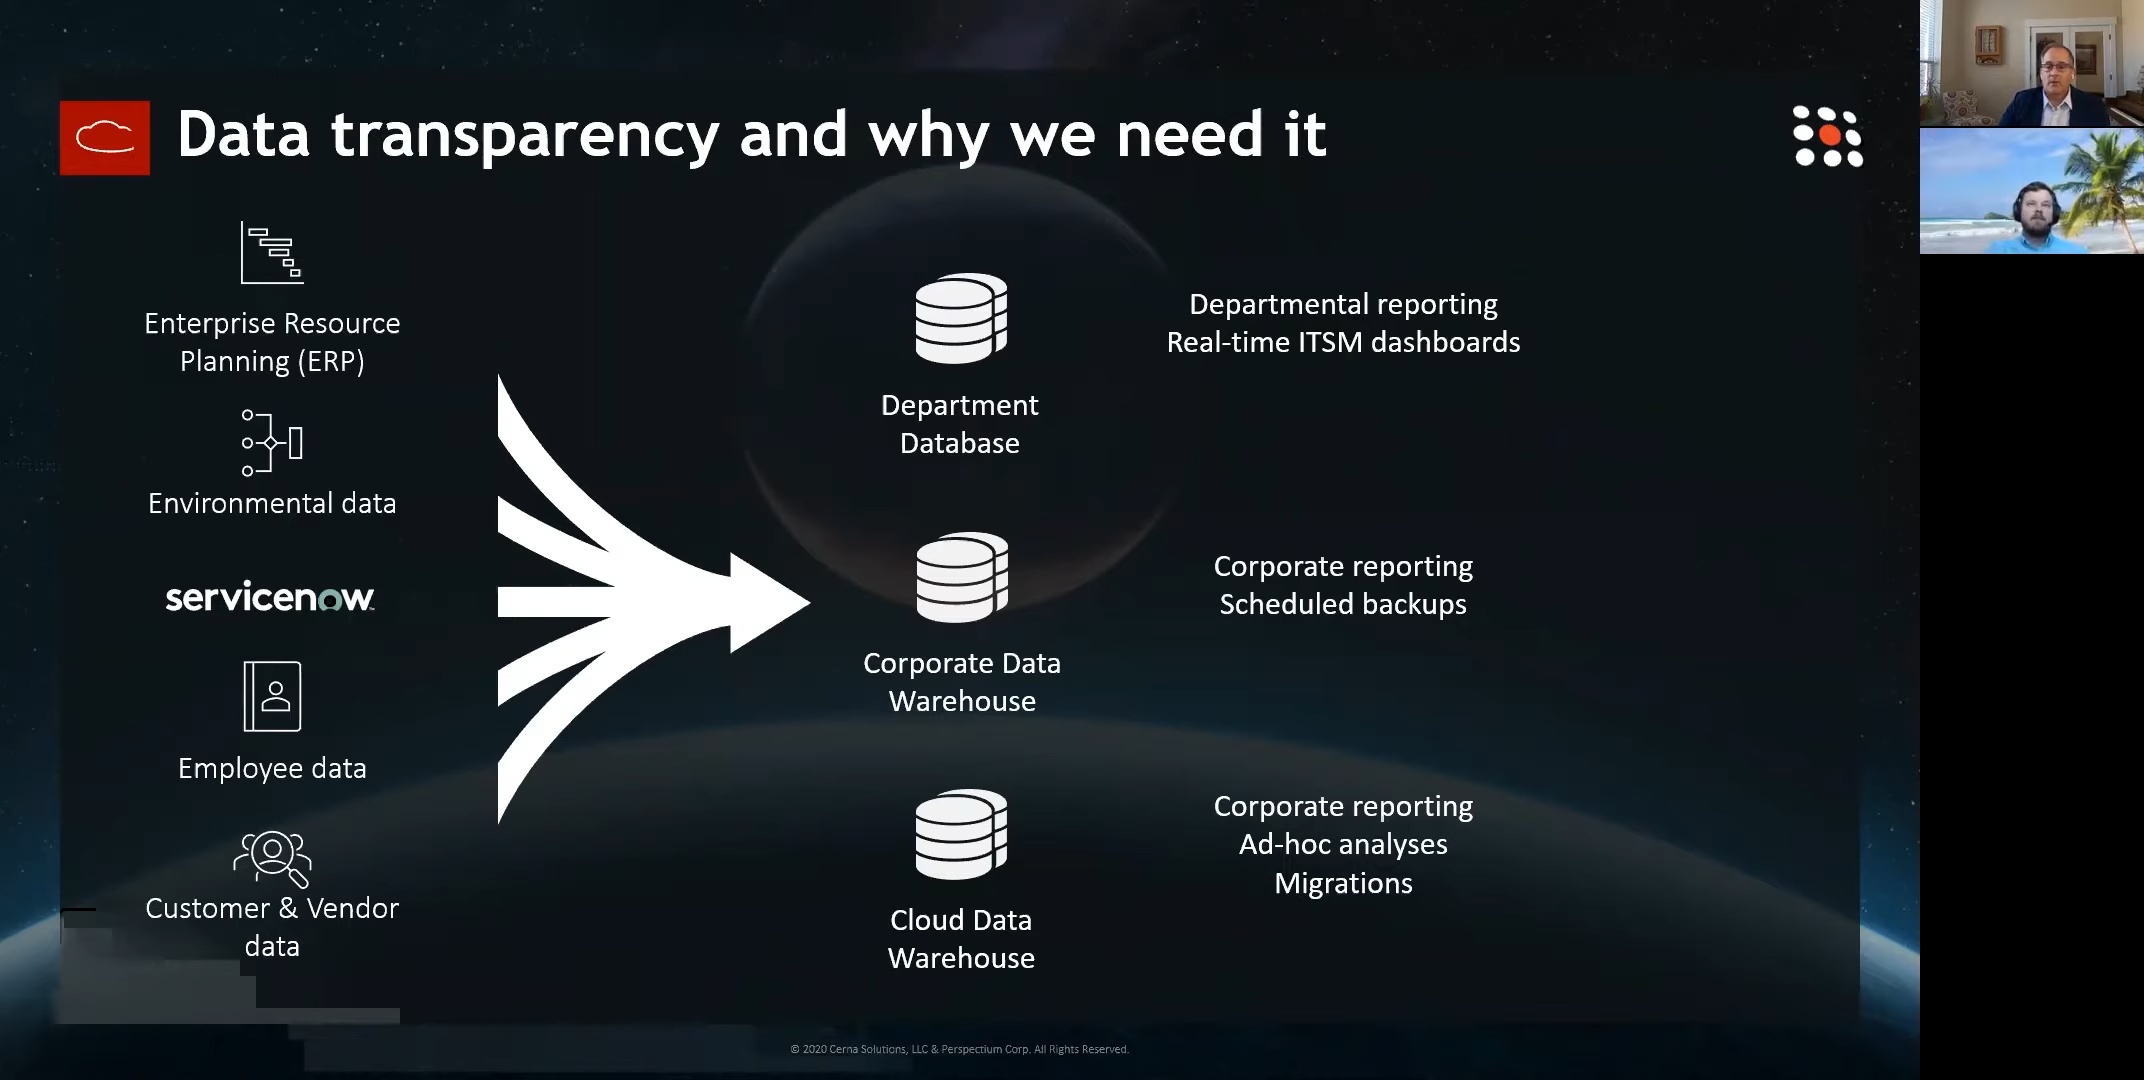 Data transparency and why we need it
Enterprise Resource
Planning (ERP)
Environmental data
servicenow
Employee data
Customer & Vendor
data
Department
Database
Corporate Data
Warehouse
Cloud Data
Warehouse
Departmental reporting
Real-time ITSM dashboards
Corporate reporting
Scheduled backups
Corporate reporting
Ad-hoc analyses
Migrations
© 2020 Cerna Solutions, LLC & Perspectium Corp. All Rights Reserved.